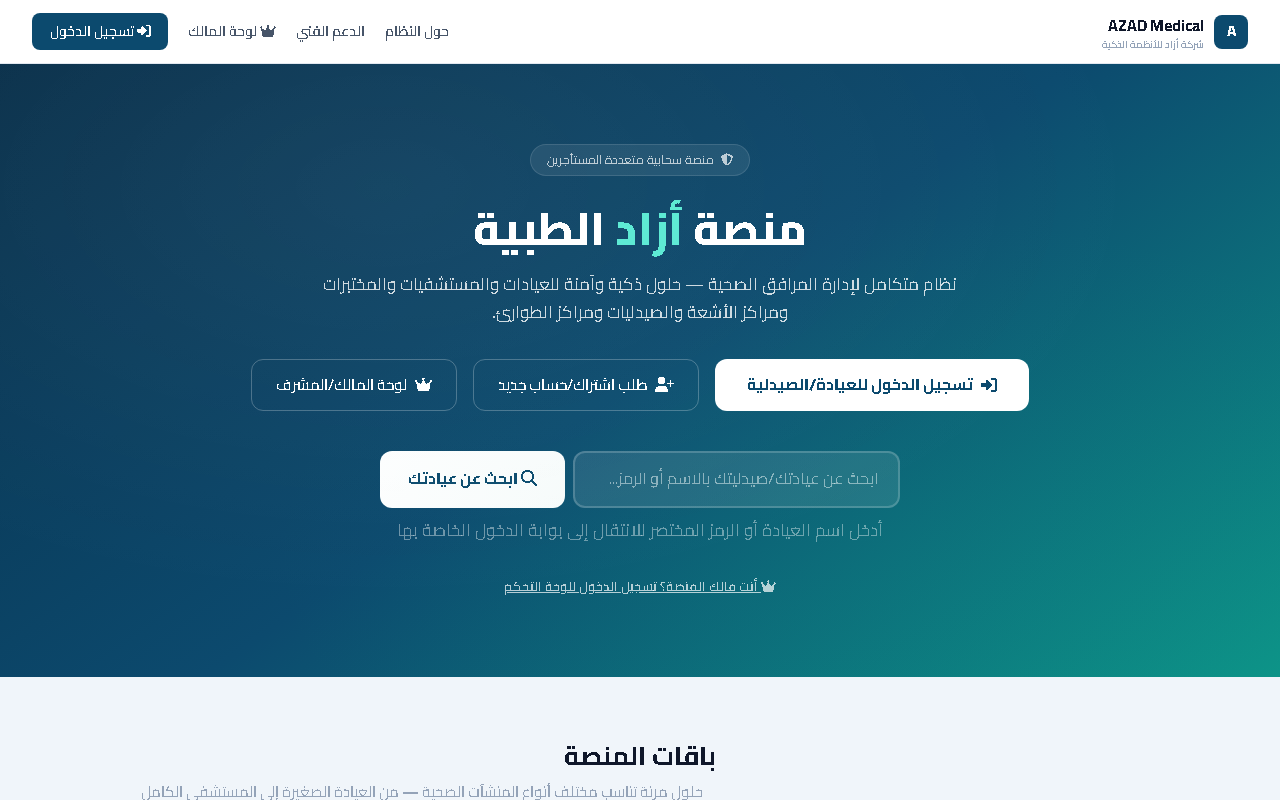 AZAD Medical
شركة أزاد للأنظمة الذكية
A
حول النظام
الدعم الفني
لوحة المالك
تسجيل الدخول
منصة سحابية متعددة المستأجرين
منصة أزاد الطبية
نظام متكامل لإدارة المرافق الصحية — حلول ذكية وآمنة للعيادات والمستشفيات والمختبرات
ومراكز الأشعة والصيدليات ومراكز الطوارئ.
تسجيل الدخول للعيادة/الصيدلية
طلب اشتراك/حساب جديد
لوحة المالك/المشرف
ابحث عن عيادتك/صيدليتك بالاسم أو الرمز...
ابحث عن عيادتك
أدخل اسم العيادة أو الرمز المختصر للانتقال إلى بوابة الدخول الخاصة بها
أنت مالك المنصة؟ تسجيل الدخول للوحة التحكم
باقات المنصة
حلول مرنة تناسب مختلف أنواع المنشآت الصحية — من العيادة الصغيرة إلى المستشفى الكامل